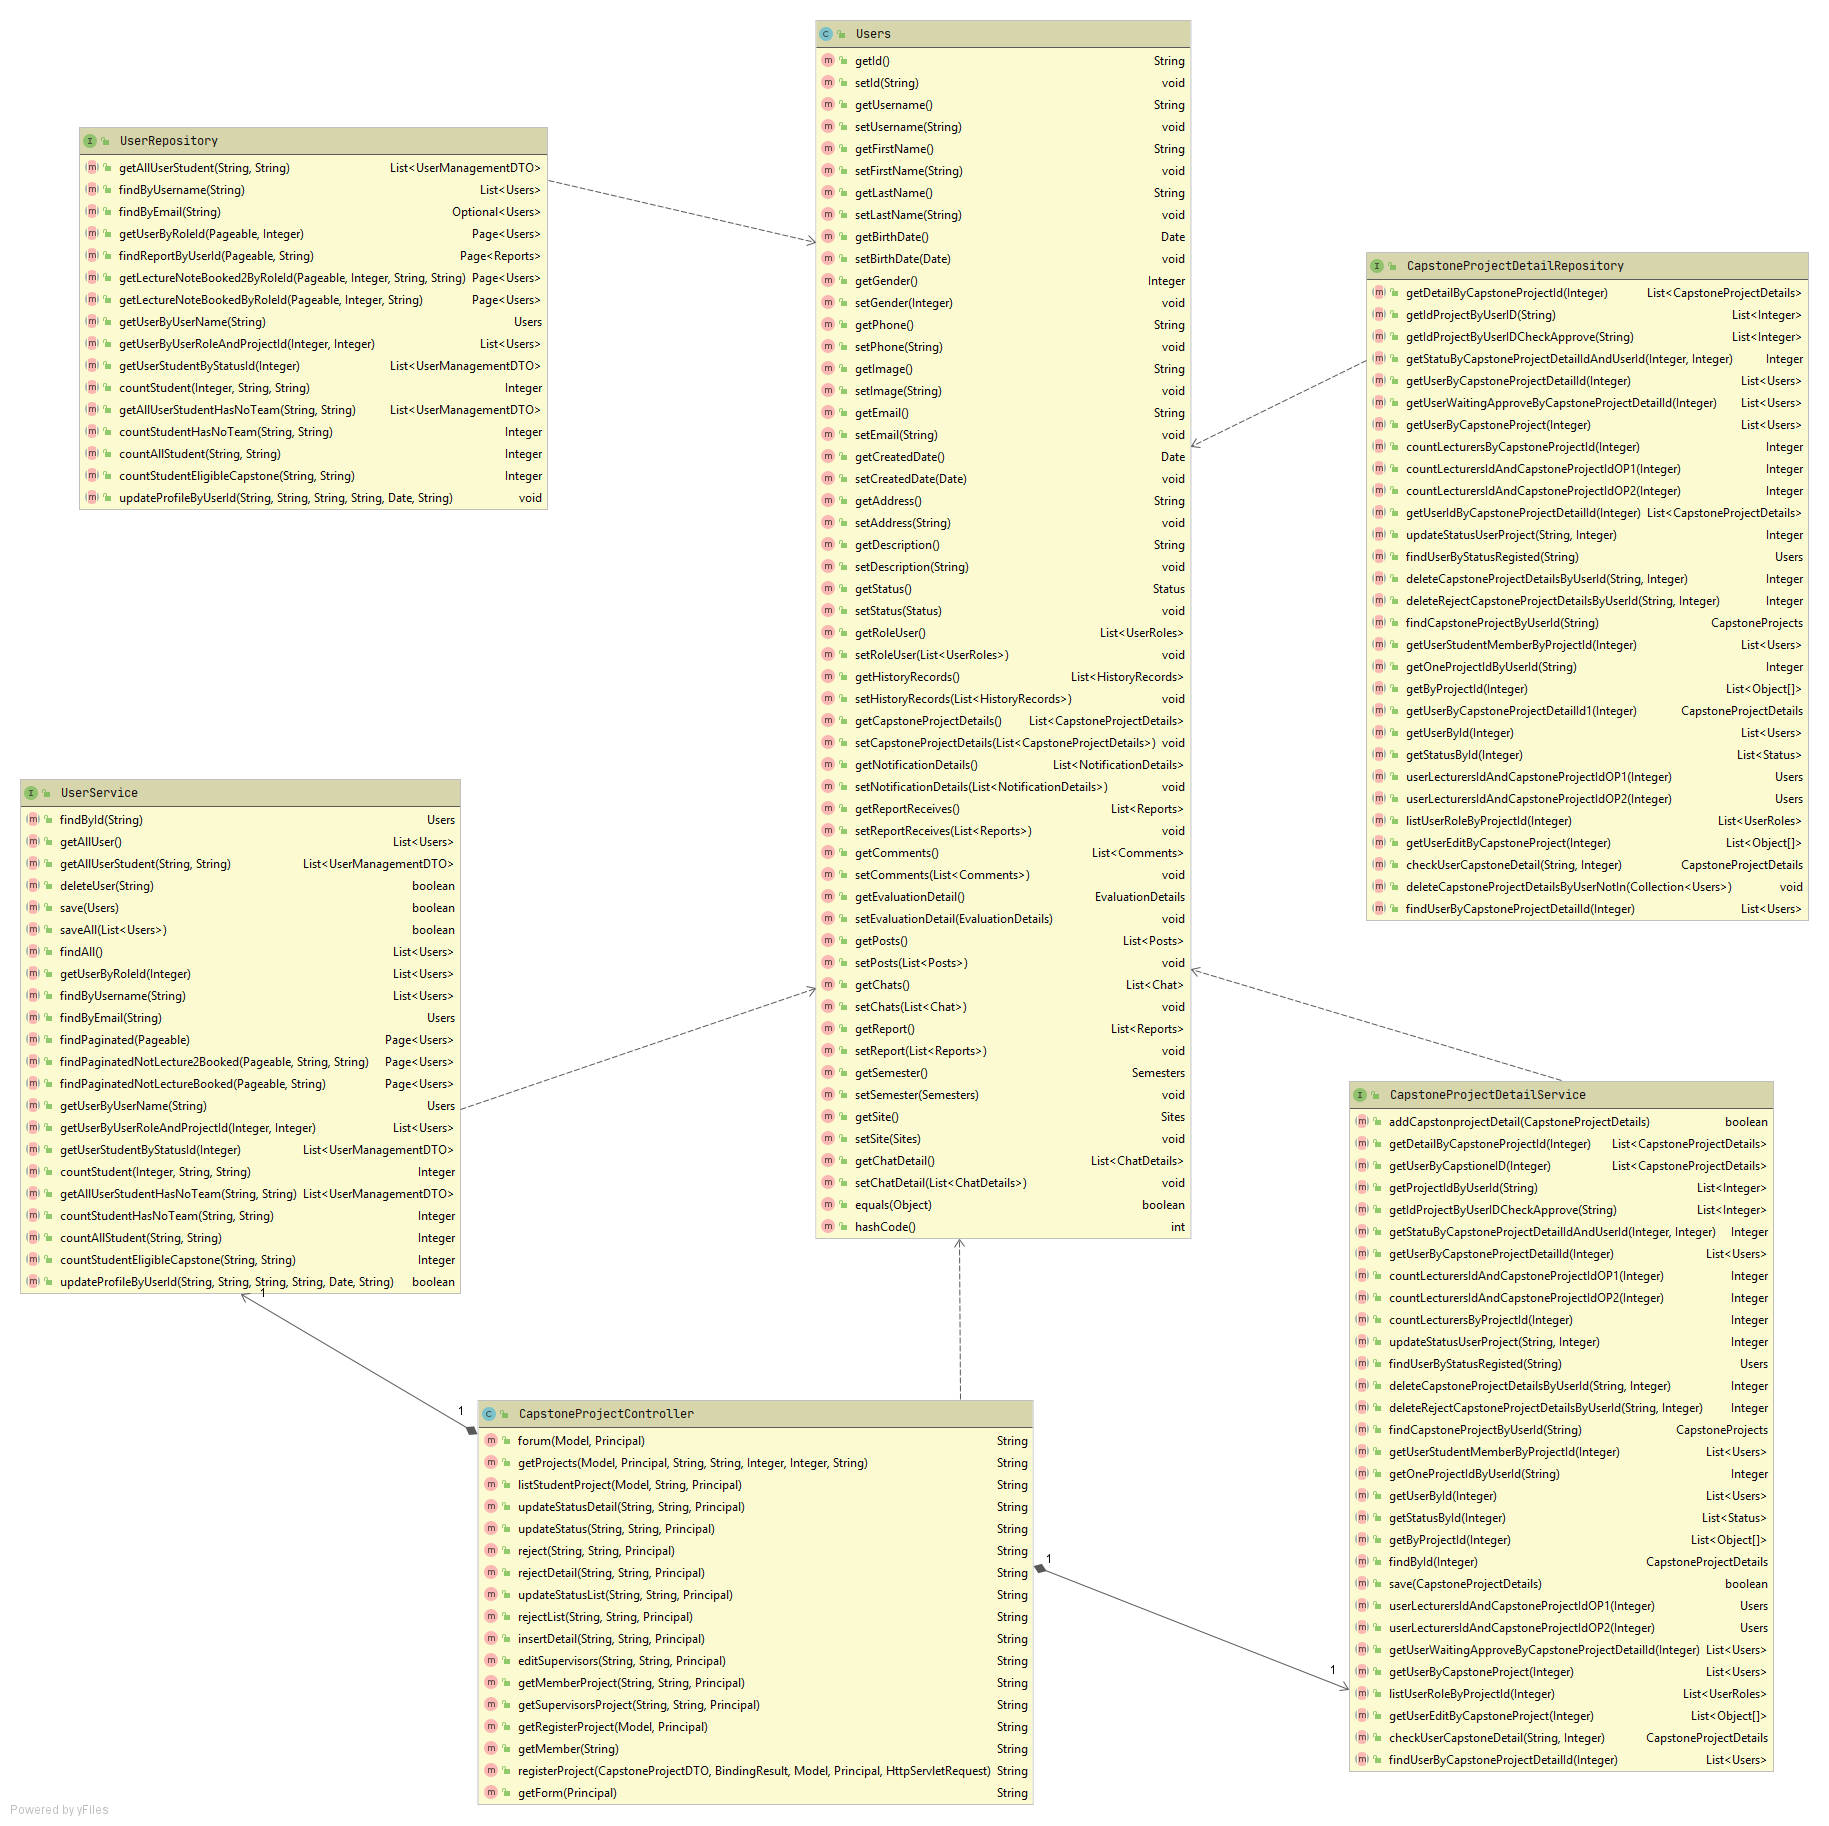 Users
getId() String
setId(String) void
getUsername() String
setUsername(String) void
getFirstName() String
setFirstName(String) void
getLastName() String
setLastName(String) void
getBirthDate() Date
setBirthDate(Date) void
getGender() Integer
setGender(Integer) void
getPhone() String
setPhone(String) void
getImage() String
setImage(String) void
getEmail() String
setEmail(String) void
getCreatedDate() Date
setCreatedDate(Date) void
getAddress() String
setAddress(String) void
getDescription() String
setDescription(String) void
getStatus() Status
setStatus(Status) void
getRoleUser() List<UserRoles>
setRoleUser(List<UserRoles>) void
getHistoryRecords() List<HistoryRecords>
setHistoryRecords(List<HistoryRecords>) void
getCapstoneProjectDetails() List<CapstoneProjectDetails>
setCapstoneProjectDetails(List<CapstoneProjectDetails>) void
getNotificationDetails() List<NotificationDetails>
setNotificationDetails(List<NotificationDetails>) void
getReportReceives() List<Reports>
setReportReceives(List<Reports>) void
getComments() List<Comments>
setComments(List<Comments>) void
getEvaluationDetail() EvaluationDetails
setEvaluationDetail(EvaluationDetails) void
getPosts() List<Posts>
setPosts(List<Posts>) void
getChats() List<Chat>
setChats(List<Chat>) void
getReport() List<Reports>
setReport(List<Reports>) void
getSemester() Semesters
setSemester(Semesters) void
getSite() Sites
setSite(Sites) void
getChatDetail() List<ChatDetails>
setChatDetail(List<ChatDetails>) void
equals(Object) boolean
hashCode() int
UserRepository
getAllUserStudent(String, String) List<UserManagementDTO>
findByUsername(String) List<Users>
findByEmail(String) Optional<Users>
getUserByRoleId(Pageable, Integer) Page<Users>
findReportByUserId(Pageable, String) Page<Reports>
getLectureNoteBooked2ByRoleId(Pageable, Integer, String, String) Page<Users>
getLectureNoteBookedByRoleId(Pageable, Integer, String) Page<Users>
getUserByUserName(String) Users
getUserByUserRoleAndProjectId(Integer, Integer) List<Users>
getUserStudentByStatusId(Integer) List<UserManagementDTO>
countStudent(Integer, String, String) Integer
getAllUserStudentHasNoTeam(String, String) List<UserManagementDTO>
countStudentHasNoTeam(String, String) Integer
countAllStudent(String, String) Integer
countStudentEligibleCapstone(String, String) Integer
updateProfileByUserId(String, String, String, String, Date, String) void
CapstoneProjectDetailRepository
getDetailByCapstoneProjectId(Integer) List<CapstoneProjectDetails>
getIdProjectByUserID(String) List<Integer>
getIdProjectByUserIDCheckApprove(String) List<Integer>
getStatuByCapstoneProjectDetailIdAndUserId(Integer, Integer) Integer
getUserByCapstoneProjectDetailId(Integer) List<Users>
getUserWaitingApproveByCapstoneProjectDetailId(Integer) List<Users>
getUserByCapstoneProject(Integer) List<Users>
countLecturersByCapstoneProjectId(Integer) Integer
countLecturersIdAndCapstoneProjectIdOP1(Integer) Integer
countLecturersIdAndCapstoneProjectIdOP2(Integer) Integer
getUserIdByCapstoneProjectDetailId(Integer) List<CapstoneProjectDetails>
updateStatusUserProject(String, Integer) Integer
findUserByStatusRegisted(String) Users
deleteCapstoneProjectDetailsByUserId(String, Integer) Integer
deleteRejectCapstoneProjectDetailsByUserId(String, Integer) Integer
findCapstoneProjectByUserId(String) CapstoneProjects
getUserStudentMemberByProjectId(Integer) List<Users>
getOneProjectIdByUserId(String) Integer
getByProjectId(Integer) List<Object[]>
getUserByCapstoneProjectDetailId1(Integer) CapstoneProjectDetails
getUserById(Integer) List<Users>
getStatusById(Integer) List<Status>
userLecturersIdAndCapstoneProjectIdOP1(Integer) Users
userLecturersIdAndCapstoneProjectIdOP2(Integer) Users
listUserRoleByProjectId(Integer) List<UserRoles>
getUserEditByCapstoneProject(Integer) List<Object[]>
checkUserCapstoneDetail(String, Integer) CapstoneProjectDetails
deleteCapstoneProjectDetailsByUserNotIn(Collection<Users>) void
findUserByCapstoneProjectDetailId(Integer) List<Users>
UserService
findById(String) Users
getAllUser() List<Users>
getAllUserStudent(String, String) List<UserManagementDTO>
deleteUser(String) boolean
save(Users) boolean
saveAll(List<Users>) boolean
findAll() List<Users>
getUserByRoleId(Integer) List<Users>
findByUsername(String) List<Users>
findByEmail(String) Users
findPaginated(Pageable) Page<Users>
findPaginatedNotLecture2Booked(Pageable, String, String) Page<Users>
findPaginatedNotLectureBooked(Pageable, String) Page<Users>
getUserByUserName(String) Users
getUserByUserRoleAndProjectId(Integer, Integer) List<Users>
getUserStudentByStatusId(Integer) List<UserManagementDTO>
countStudent(Integer, String, String) Integer
getAllUserStudentHasNoTeam(String, String) List<UserManagementDTO>
countStudentHasNoTeam(String, String) Integer
countAllStudent(String, String) Integer
countStudentEligibleCapstone(String, String) Integer
updateProfileByUserId(String, String, String, String, Date, String) boolean
1
1
CapstoneProjectDetailService
addCapstonprojectDetail(CapstoneProjectDetails) boolean
getDetailByCapstoneProjectId(Integer) List<CapstoneProjectDetails>
getUserByCapstioneID(Integer) List<CapstoneProjectDetails>
getProjectIdByUserId(String) List<Integer>
getIdProjectByUserIDCheckApprove(String) List<Integer>
getStatuByCapstoneProjectDetailIdAndUserId(Integer, Integer) Integer
getUserByCapstoneProjectDetailId(Integer) List<Users>
countLecturersIdAndCapstoneProjectIdOP1(Integer) Integer
countLecturersIdAndCapstoneProjectIdOP2(Integer) Integer
countLecturersByProjectId(Integer) Integer
updateStatusUserProject(String, Integer) Integer
findUserByStatusRegisted(String) Users
deleteCapstoneProjectDetailsByUserId(String, Integer) Integer
deleteRejectCapstoneProjectDetailsByUserId(String, Integer) Integer
findCapstoneProjectByUserId(String) CapstoneProjects
getUserStudentMemberByProjectId(Integer) List<Users>
getOneProjectIdByUserId(String) Integer
getUserById(Integer) List<Users>
getStatusById(Integer) List<Status>
getByProjectId(Integer) List<Object[]>
findById(Integer) CapstoneProjectDetails
save(CapstoneProjectDetails) boolean
userLecturersIdAndCapstoneProjectIdOP1(Integer) Users
userLecturersIdAndCapstoneProjectIdOP2(Integer) Users
getUserWaitingApproveByCapstoneProjectDetailId(Integer) List<Users>
getUserByCapstoneProject(Integer) List<Users>
listUserRoleByProjectId(Integer) List<UserRoles>
getUserEditByCapstoneProject(Integer) List<Object[]>
checkUserCapstoneDetail(String, Integer) CapstoneProjectDetails
findUserByCapstoneProjectDetailId(Integer) List<Users>
CapstoneProjectController
forum(Model, Principal) String
getProjects(Model, Principal, String, String, Integer, Integer, String) String
listStudentProject(Model, String, Principal) String
updateStatusDetail(String, String, Principal) String
updateStatus(String, String, Principal) String
reject(String, String, Principal) String
rejectDetail(String, String, Principal) String
updateStatusList(String, String, Principal) String
rejectList(String, String, Principal) String
insertDetail(String, String, Principal) String
editSupervisors(String, String, Principal) String
getMemberProject(String, String, Principal) String
getSupervisorsProject(String, String, Principal) String
getRegisterProject(Model, Principal) String
getMember(String) String
registerProject(CapstoneProjectDTO, BindingResult, Model, Principal, HttpServletRequest) String
getForm(Principal) String
1
1
Powered by yFiles